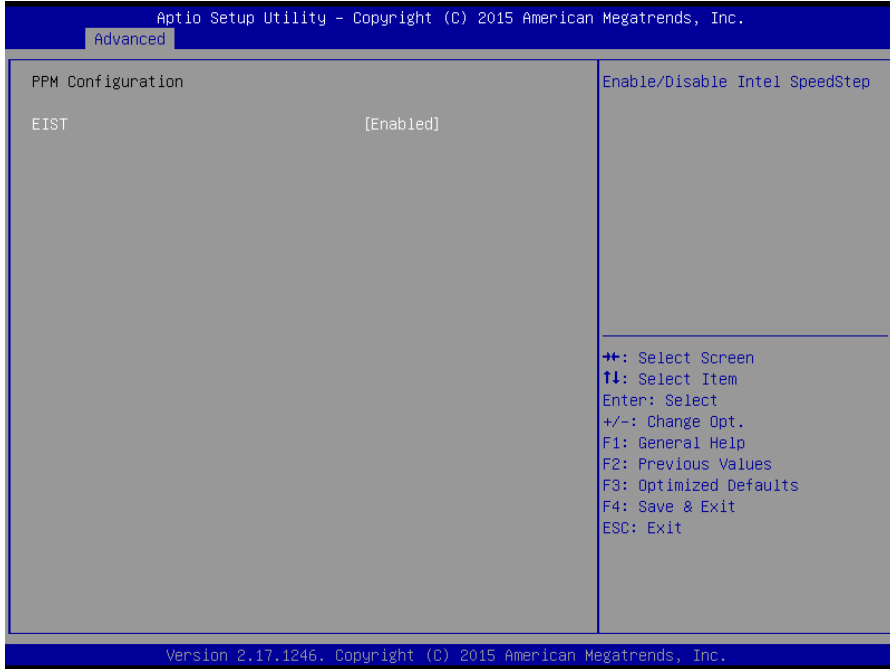 Aptio Setup Utility – Copyright (C) 2015 American Megatrends, Inc.
Advanced
PPM Configuration
EIST [Enabled]
Enable/Disable Intel SpeedStep
→←: Select Screen
↑↓: Select Item
Enter: Select
+/-: Change Opt.
F1: General Help
F2: Previous Values
F3: Optimized Defaults
F4: Save & Exit
ESC: Exit
Version 2.17.1246. Copyright (C) 2015 American Megatrends, Inc.